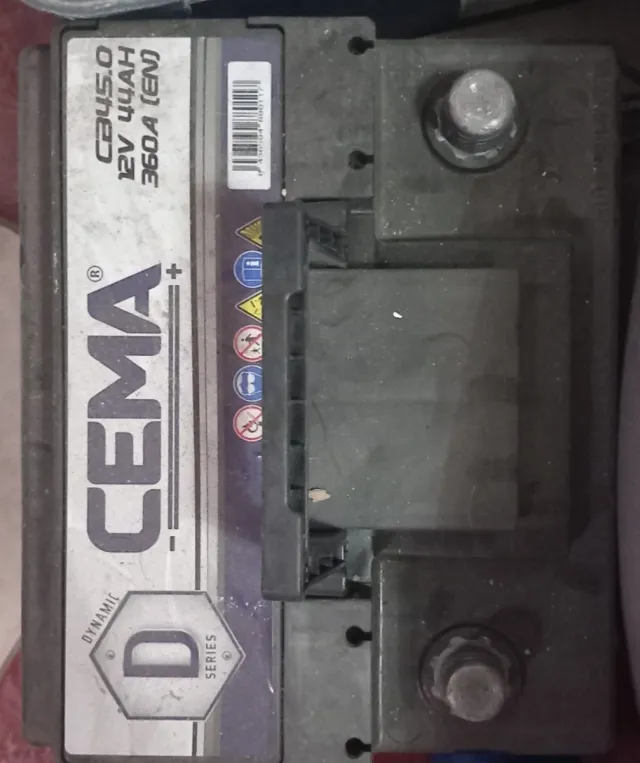 DYNAMIC
D
SERIES
CEMA®
- +
CB45.0
12V 44AH
360A (EN)